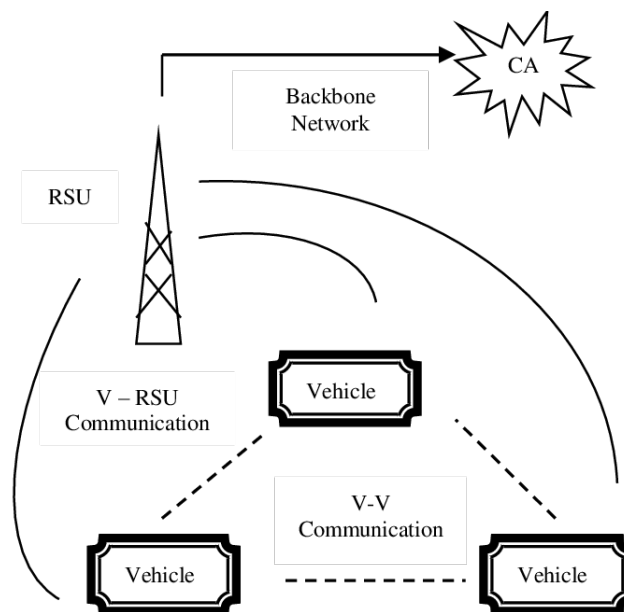 CA
Backbone
Network
RSU
V – RSU
Communication
Vehicle
V-V
Communication
Vehicle
Vehicle